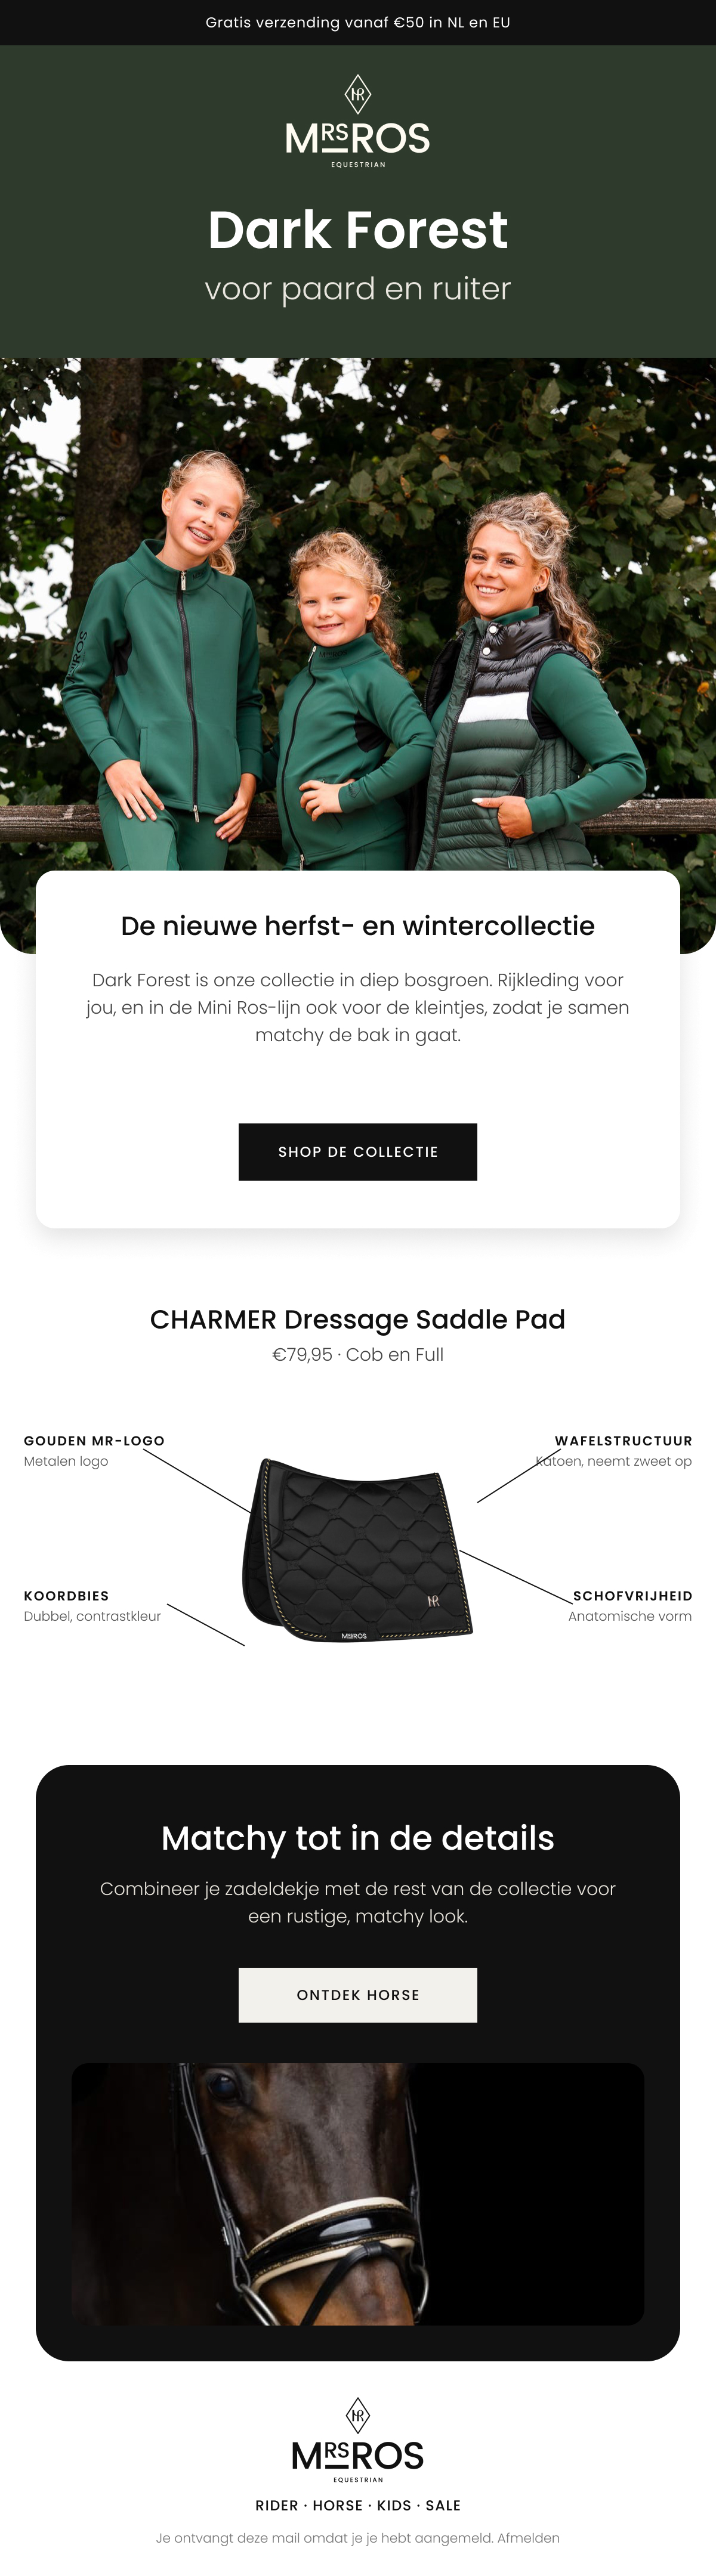 Gratis verzending vanaf €50 in NL en EU
MRSROS
EQUESTRIAN
Dark Forest
voor paard en ruiter
De nieuwe herfst- en wintercollectie
Dark Forest is onze collectie in diep bosgroen. Rijkleding voor
jou, en in de Mini Ros-lijn ook voor de kleintjes, zodat je samen
matchy de bak in gaat.
SHOP DE COLLECTIE
CHARMER Dressage Saddle Pad
€79,95 · Cob en Full
GOUDEN MR-LOGO
Metalen logo
WAFELSTRUCTUUR
Katoen, neemt zweet op
KOORDBIES
Dubbel, contrastkleur
SCHOFVRIJHEID
Anatomische vorm
MR
MRSROS
Matchy tot in de details
Combineer je zadeldekje met de rest van de collectie voor
een rustige, matchy look.
ONTDEK HORSE
MRSROS
EQUESTRIAN
RIDER · HORSE · KIDS · SALE
Je ontvangt deze mail omdat je je hebt aangemeld. Afmelden